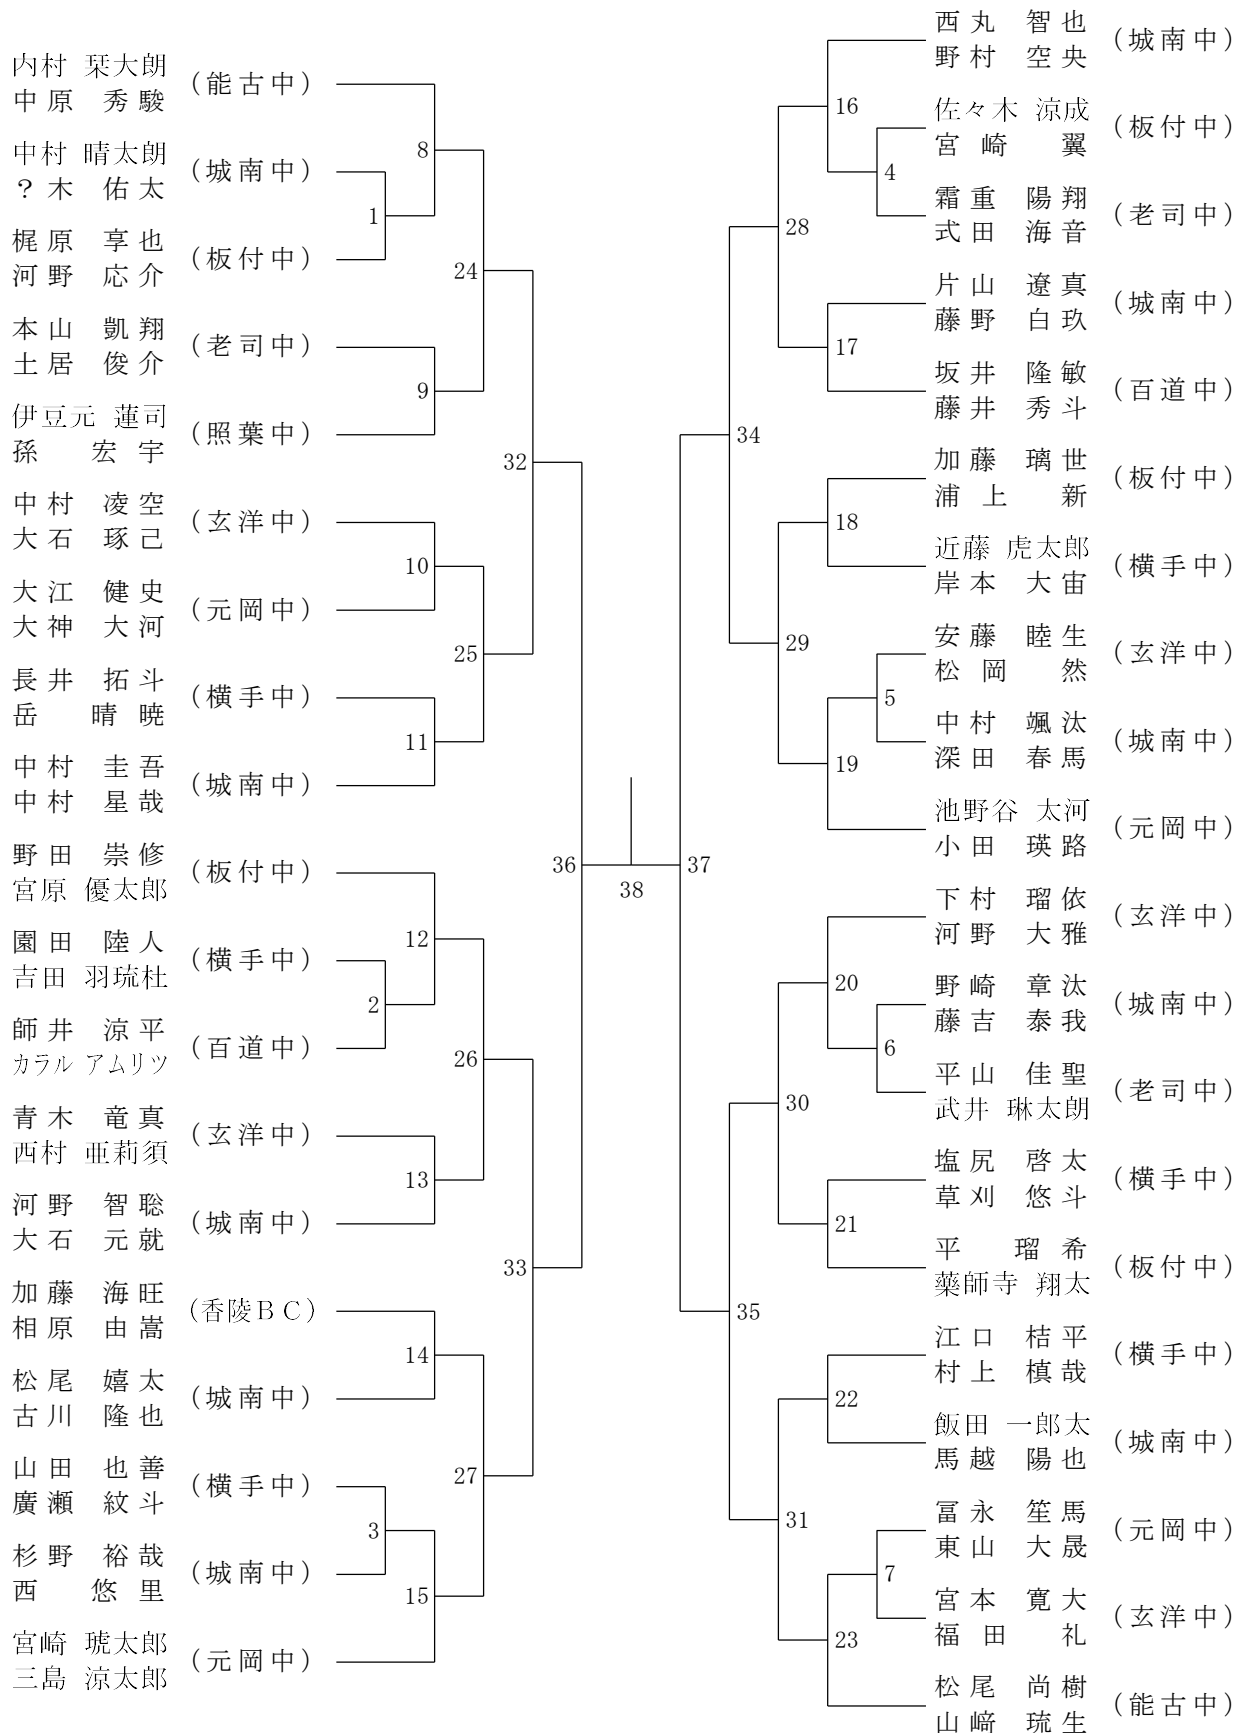 内村 栞大朗
中原 秀駿
(能古中)
中村 晴太朗
？木 佑太
(城南中)
梶原 享也
河野 応介
(板付中)
本山 凱翔
土居 俊介
(老司中)
伊豆元 蓮司
孫 宏宇
(照葉中)
中村 凌空
大石 琢己
(玄洋中)
大江 健史
大神 大河
(元岡中)
長井 拓斗
岳 晴暁
(横手中)
中村 圭吾
中村 星哉
(城南中)
野田 崇修
宮原 優太郎
(板付中)
園田 陸人
吉田 羽琉杜
(横手中)
師井 涼平
カラル アムリツ
(百道中)
青木 竜真
西村 亜莉須
(玄洋中)
河野 智聡
大石 元就
(城南中)
加藤 海旺
相原 由嵩
(香陵ＢＣ)
松尾 嬉太
古川 隆也
(城南中)
山田 也善
廣瀬 紋斗
(横手中)
杉野 裕哉
西 悠里
(城南中)
宮崎 琥太郎
三島 涼太郎
(元岡中)
1
2
3
8
9
10
11
12
13
14
15
24
25
26
27
32
33
36
38
37
34
35
28
29
30
31
16
17
18
19
20
21
22
23
4
5
6
7
西丸 智也
野村 空央
(城南中)
佐々木 涼成
宮崎 翼
(板付中)
霜重 陽翔
式田 海音
(老司中)
片山 遼真
藤野 白玖
(城南中)
坂井 隆敏
藤井 秀斗
(百道中)
加藤 璃世
浦上 新
(板付中)
近藤 虎太郎
岸本 大宙
(横手中)
安藤 睦生
松岡 然
(玄洋中)
中村 颯汰
深田 春馬
(城南中)
池野谷 太河
小田 瑛路
(元岡中)
下村 瑠依
河野 大雅
(玄洋中)
野崎 章汰
藤吉 泰我
(城南中)
平山 佳聖
武井 琳太朗
(老司中)
塩尻 啓太
草刈 悠斗
(横手中)
平 瑠希
薬師寺 翔太
(板付中)
江口 桔平
村上 槙哉
(横手中)
飯田 一郎太
馬越 陽也
(城南中)
冨永 笙馬
東山 大晟
(元岡中)
宮本 寛大
福田 礼
(玄洋中)
松尾 尚樹
山﨑 琉生
(能古中)